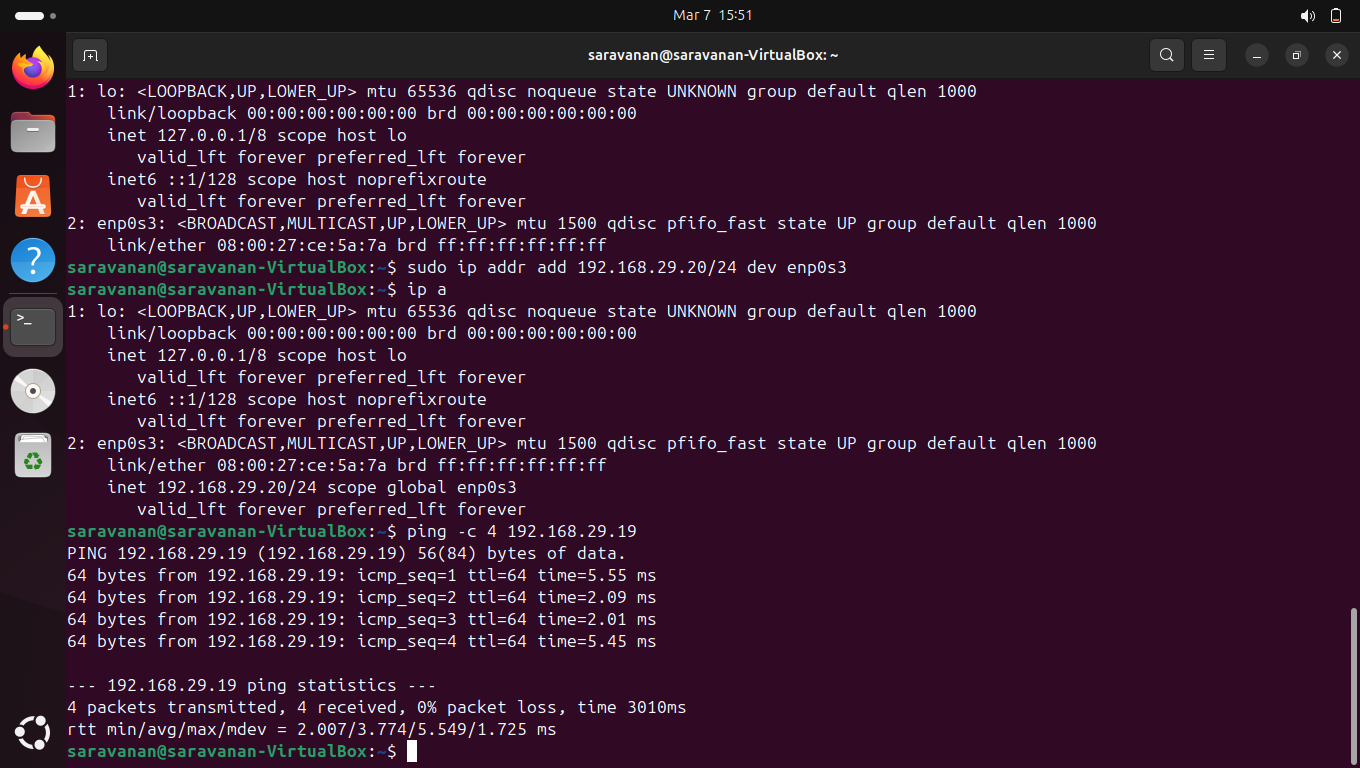 Mar 7 15:51
saravanan@saravanan-VirtualBox: ~
1: lo: <LOOPBACK,UP,LOWER_UP> mtu 65536 qdisc noqueue state UNKNOWN group default qlen 1000
    link/loopback 00:00:00:00:00:00 brd 00:00:00:00:00:00
    inet 127.0.0.1/8 scope host lo
       valid_lft forever preferred_lft forever
    inet6 ::1/128 scope host noprefixroute
       valid_lft forever preferred_lft forever
2: enp0s3: <BROADCAST,MULTICAST,UP,LOWER_UP> mtu 1500 qdisc pfifo_fast state UP group default qlen 1000
    link/ether 08:00:27:ce:5a:7a brd ff:ff:ff:ff:ff:ff
saravanan@saravanan-VirtualBox:~$ sudo ip addr add 192.168.29.20/24 dev enp0s3
saravanan@saravanan-VirtualBox:~$ ip a
1: lo: <LOOPBACK,UP,LOWER_UP> mtu 65536 qdisc noqueue state UNKNOWN group default qlen 1000
    link/loopback 00:00:00:00:00:00 brd 00:00:00:00:00:00
    inet 127.0.0.1/8 scope host lo
       valid_lft forever preferred_lft forever
    inet6 ::1/128 scope host noprefixroute
       valid_lft forever preferred_lft forever
2: enp0s3: <BROADCAST,MULTICAST,UP,LOWER_UP> mtu 1500 qdisc pfifo_fast state UP group default qlen 1000
    link/ether 08:00:27:ce:5a:7a brd ff:ff:ff:ff:ff:ff
    inet 192.168.29.20/24 scope global enp0s3
       valid_lft forever preferred_lft forever
saravanan@saravanan-VirtualBox:~$ ping -c 4 192.168.29.19
PING 192.168.29.19 (192.168.29.19) 56(84) bytes of data.
64 bytes from 192.168.29.19: icmp_seq=1 ttl=64 time=5.55 ms
64 bytes from 192.168.29.19: icmp_seq=2 ttl=64 time=2.09 ms
64 bytes from 192.168.29.19: icmp_seq=3 ttl=64 time=2.01 ms
64 bytes from 192.168.29.19: icmp_seq=4 ttl=64 time=5.45 ms
--- 192.168.29.19 ping statistics ---
4 packets transmitted, 4 received, 0% packet loss, time 3010ms
rtt min/avg/max/mdev = 2.007/3.774/5.549/1.725 ms
saravanan@saravanan-VirtualBox:~$